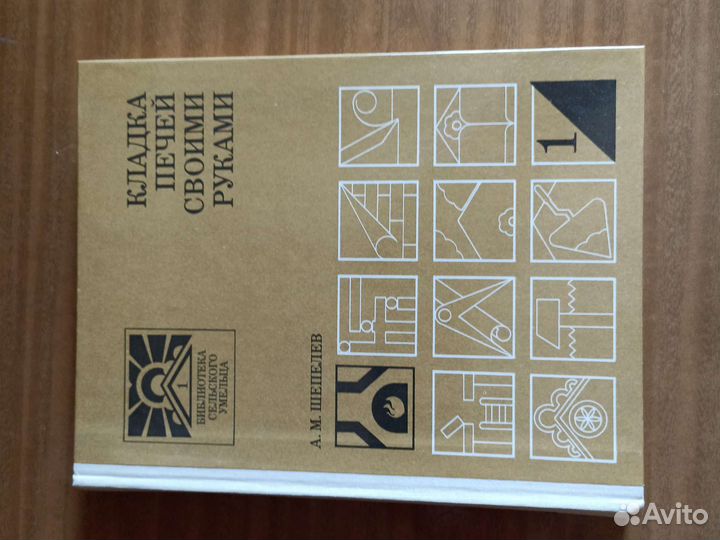 БИБЛИОТЕКА
СЕЛЬСКОГО
УМЕЛЬЦА
1
КЛАДКА
ПЕЧЕЙ
СВОИМИ
РУКАМИ
А. М. ШЕПЕЛЕВ
1
Avito